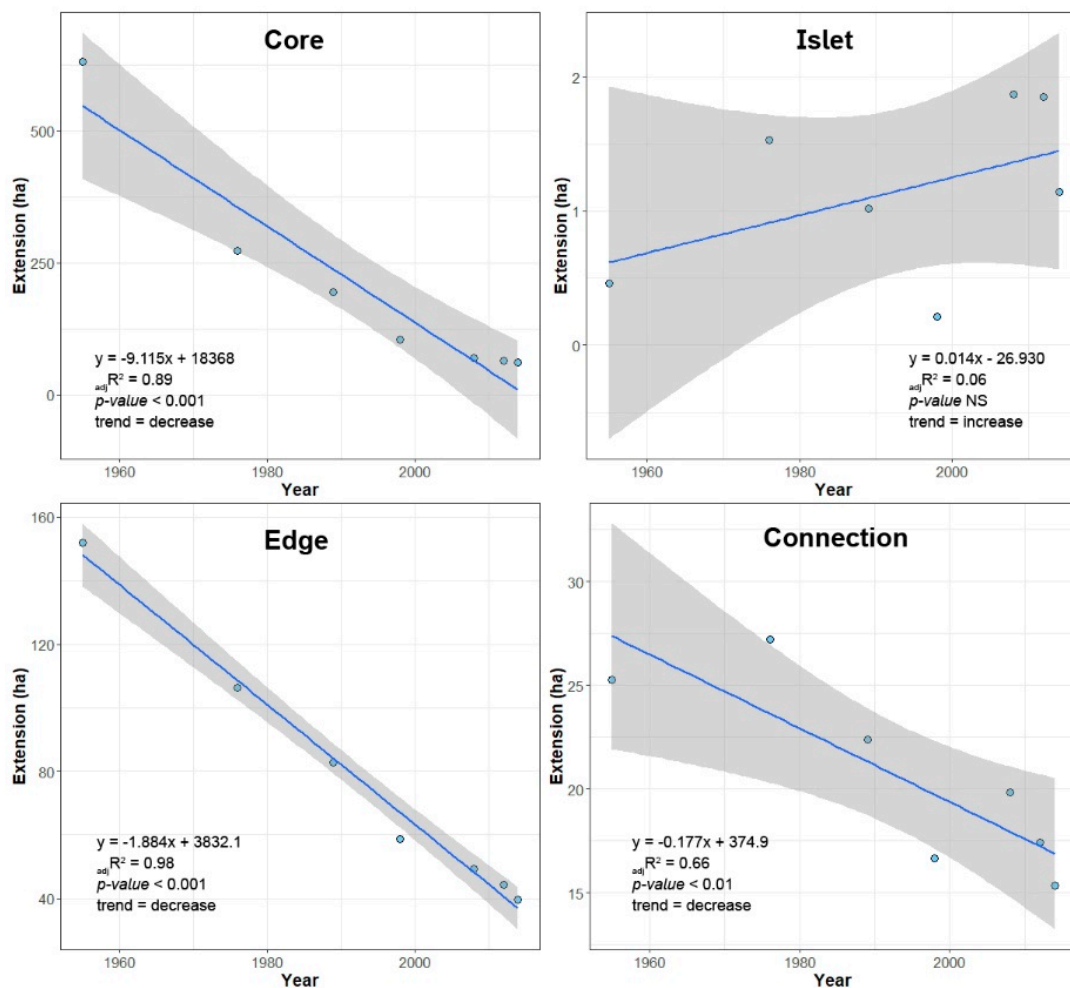 Core
Extension (ha)
500
250
0
y = -9.115x + 18368
adjR² = 0.89
p-value < 0.001
trend = decrease
1960 1980 2000
Year
Islet
Extension (ha)
2
1
0
y = 0.014x - 26.930
adjR² = 0.06
p-value NS
trend = increase
1960 1980 2000
Year
Edge
Extension (ha)
160
120
80
40
y = -1.884x + 3832.1
adjR² = 0.98
p-value < 0.001
trend = decrease
1960 1980 2000
Year
Connection
Extension (ha)
30
25
20
15
y = -0.177x + 374.9
adjR² = 0.66
p-value < 0.01
trend = decrease
1960 1980 2000
Year